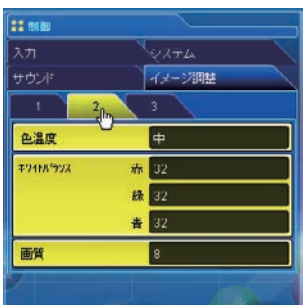 制御
入力 システム
サウンド イメージ調整
1 2 3
色温度 中
ﾎﾜｲﾄﾊﾞﾗﾝｽ 赤 32
緑 32
青 32
画質 8